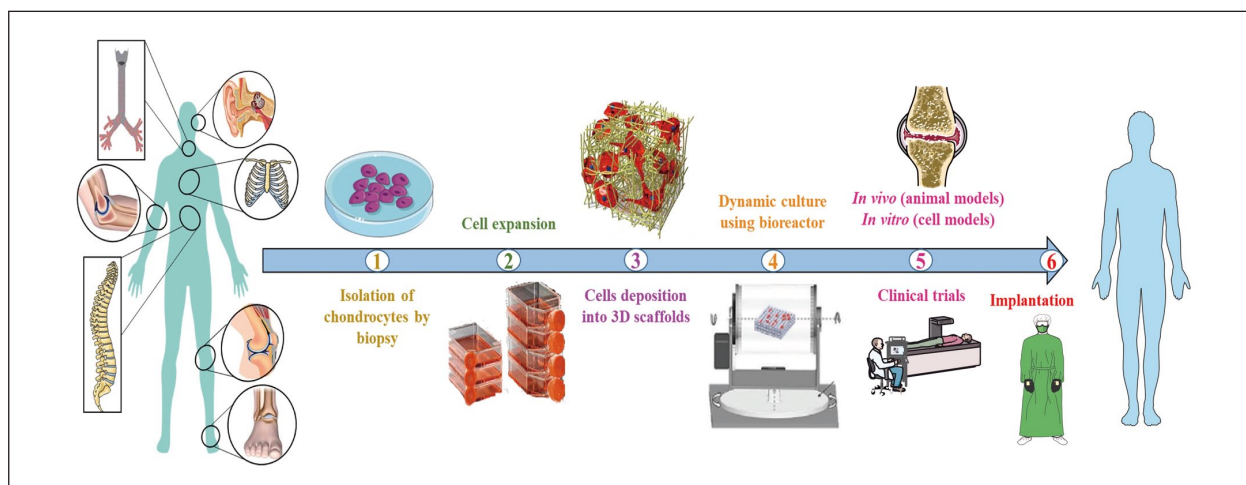 1
Isolation of
chondrocytes by
biopsy
Cell expansion
2
3
Cells deposition
into 3D scaffolds
Dynamic culture
using bioreactor
4
In vivo (animal models)
In vitro (cell models)
5
Clinical trials
6
Implantation